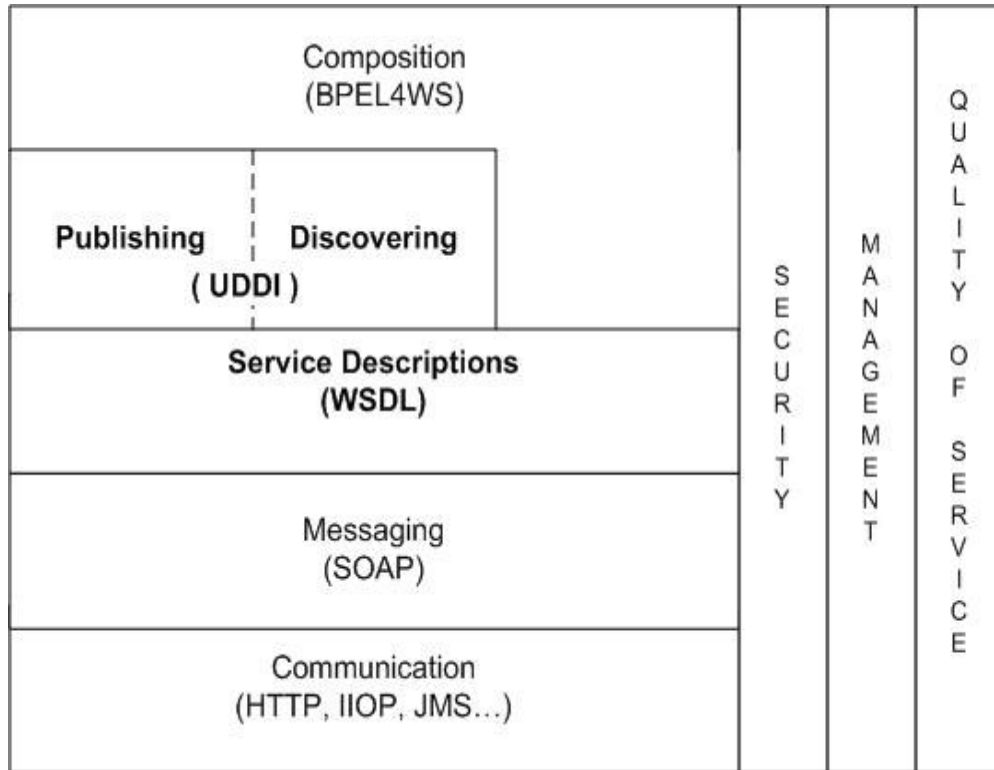 Composition
(BPEL4WS)
Publishing
Discovering
( UDDI )
Service Descriptions
(WSDL)
Messaging
(SOAP)
Communication
(HTTP, IIOP, JMS…)
SECURITY
MANAGEMENT
QUALITY OF SERVICE